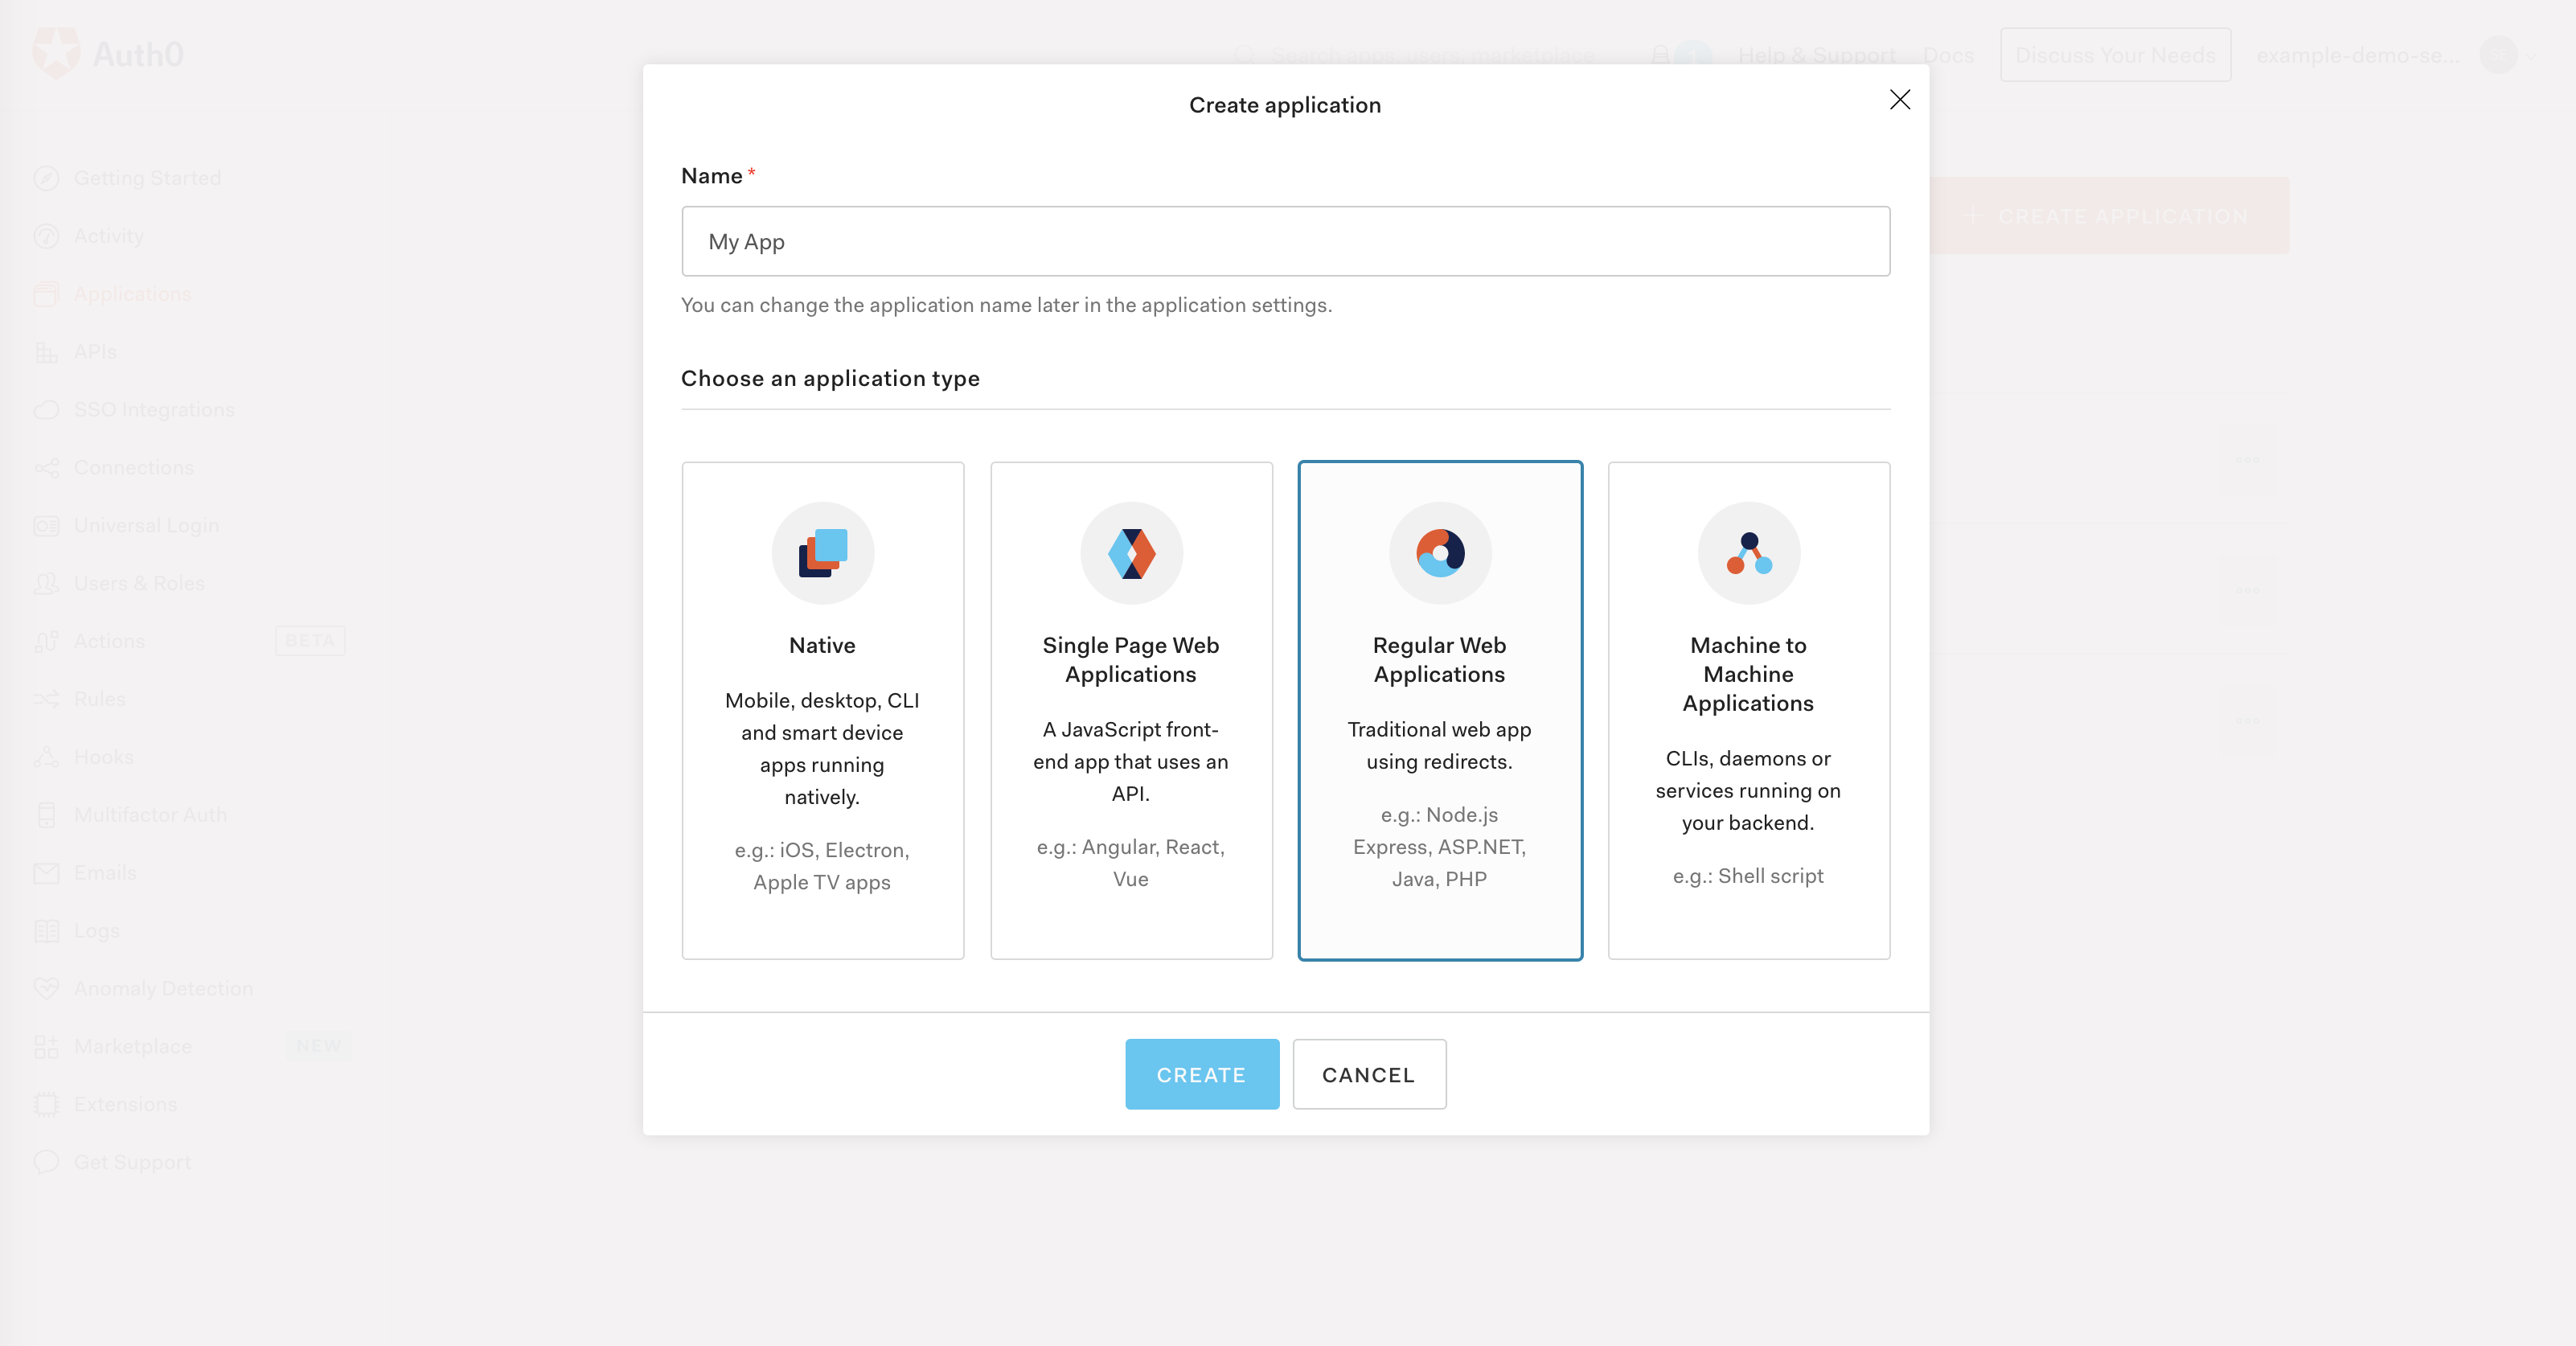 Auth0
Search apps, users, marketplace
Help & Support
Docs
Discuss Your Needs
example-demo-se...
Getting Started
Activity
Applications
APIs
SSO Integrations
Connections
Universal Login
Users & Roles
Actions
BETA
Rules
Hooks
Multifactor Auth
Emails
Logs
Anomaly Detection
Marketplace
NEW
Extensions
Get Support
+ CREATE APPLICATION
Create application
Name *
My App
You can change the application name later in the application settings.
Choose an application type
Native
Mobile, desktop, CLI
and smart device
apps running
natively.
e.g.: iOS, Electron,
Apple TV apps
Single Page Web
Applications
A JavaScript front-
end app that uses an
API.
e.g.: Angular, React,
Vue
Regular Web
Applications
Traditional web app
using redirects.
e.g.: Node.js
Express, ASP.NET,
Java, PHP
Machine to
Machine
Applications
CLIs, daemons or
services running on
your backend.
e.g.: Shell script
CREATE
CANCEL